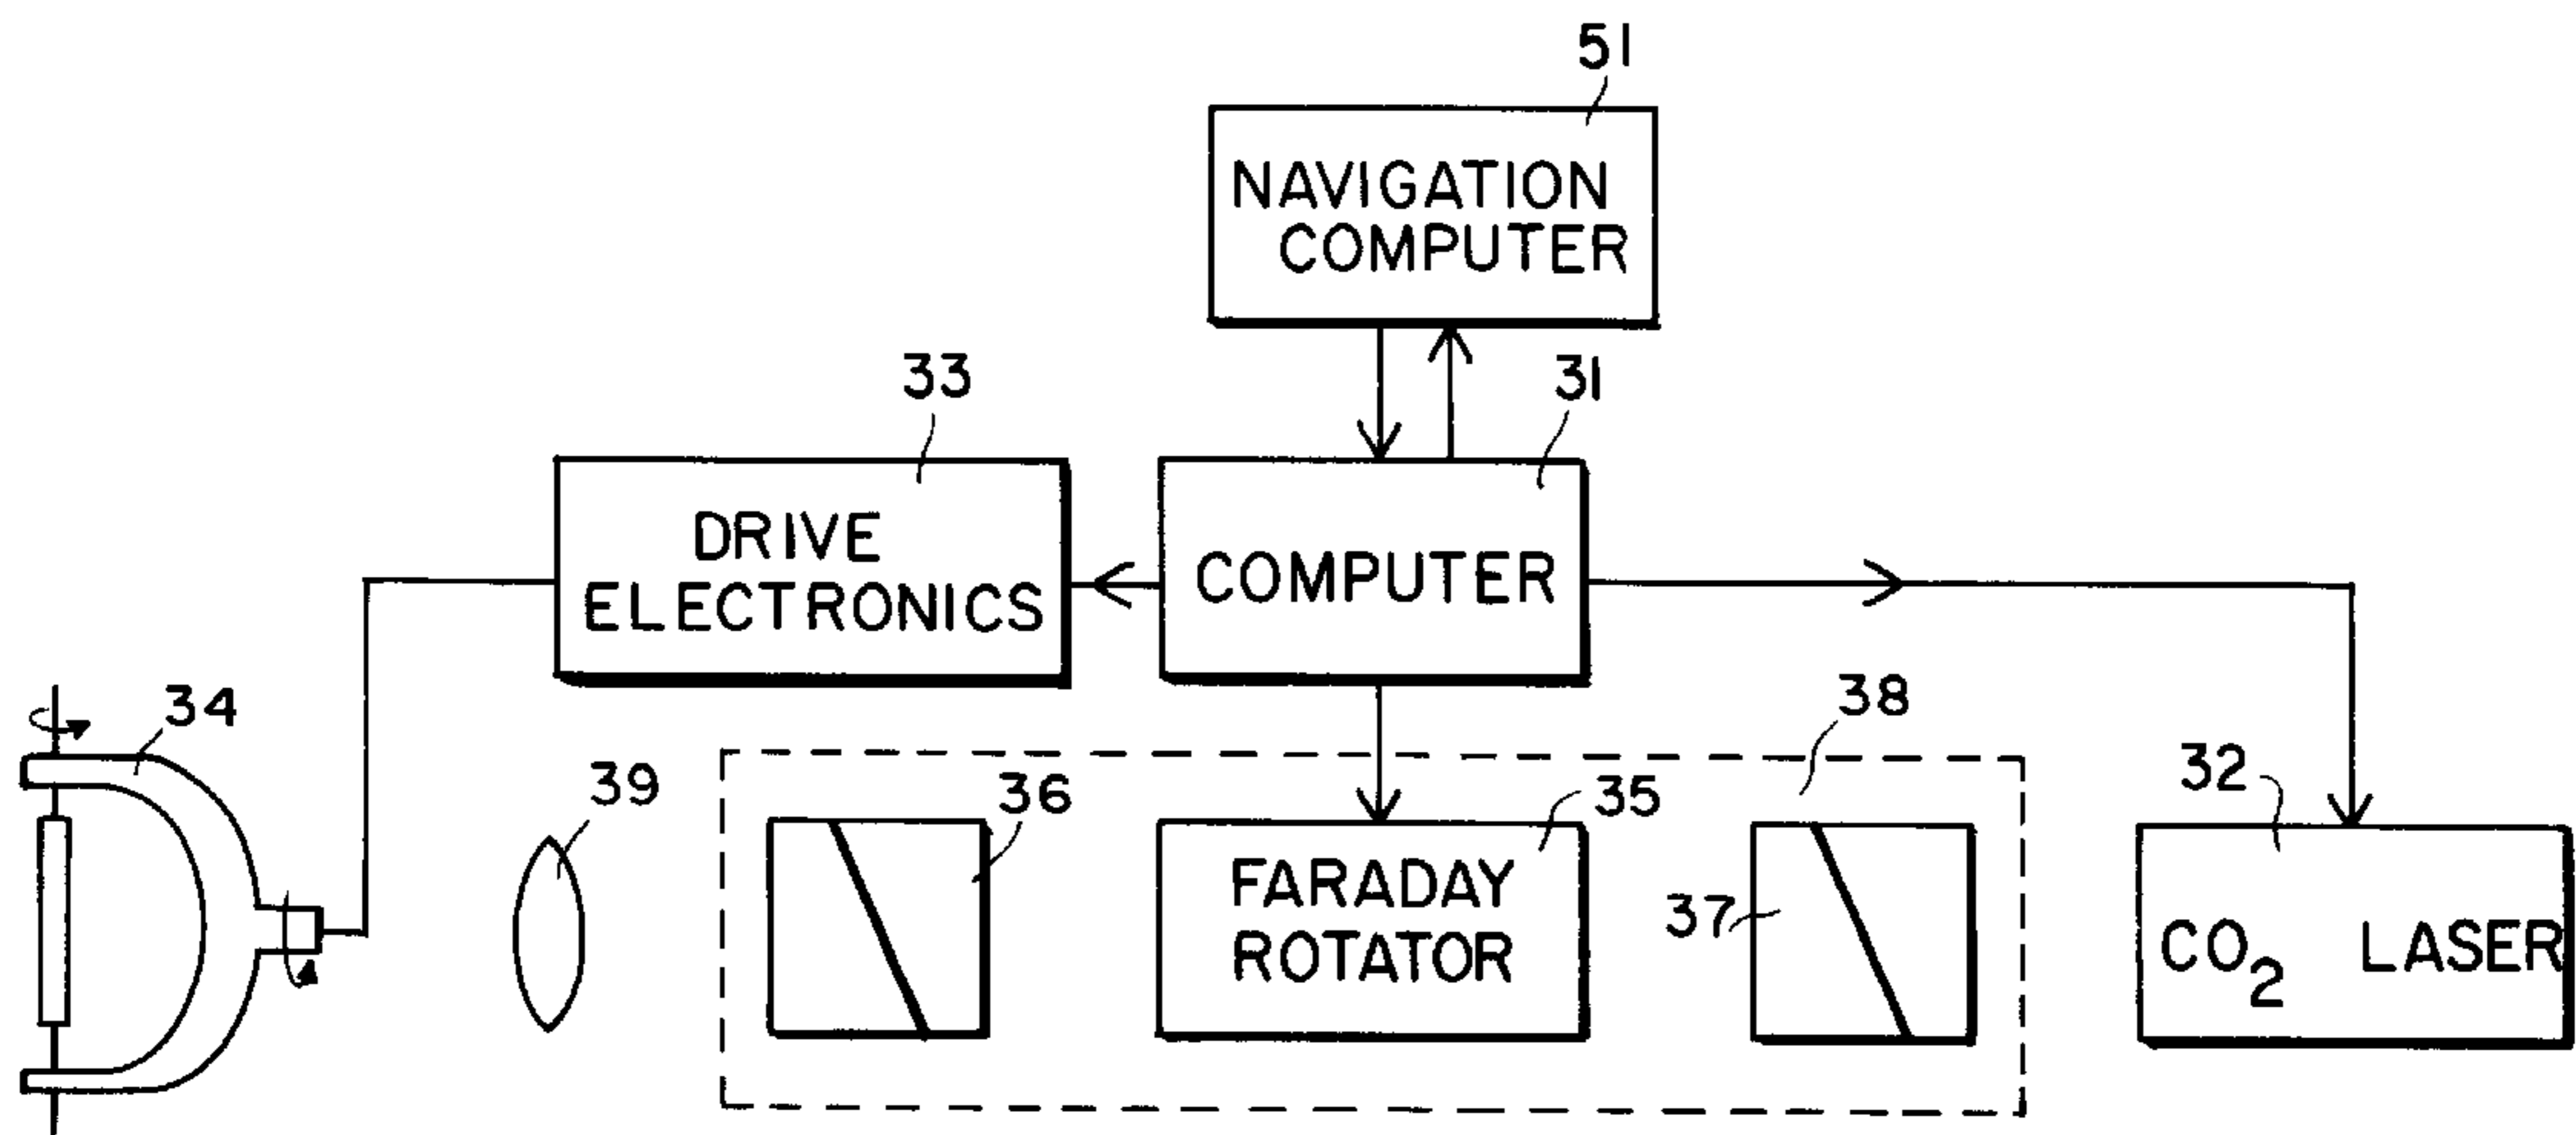 51
NAVIGATION
COMPUTER
33
31
DRIVE
ELECTRONICS
COMPUTER
34
38
39
36
35
32
FARADAY
ROTATOR
37
CO₂ LASER